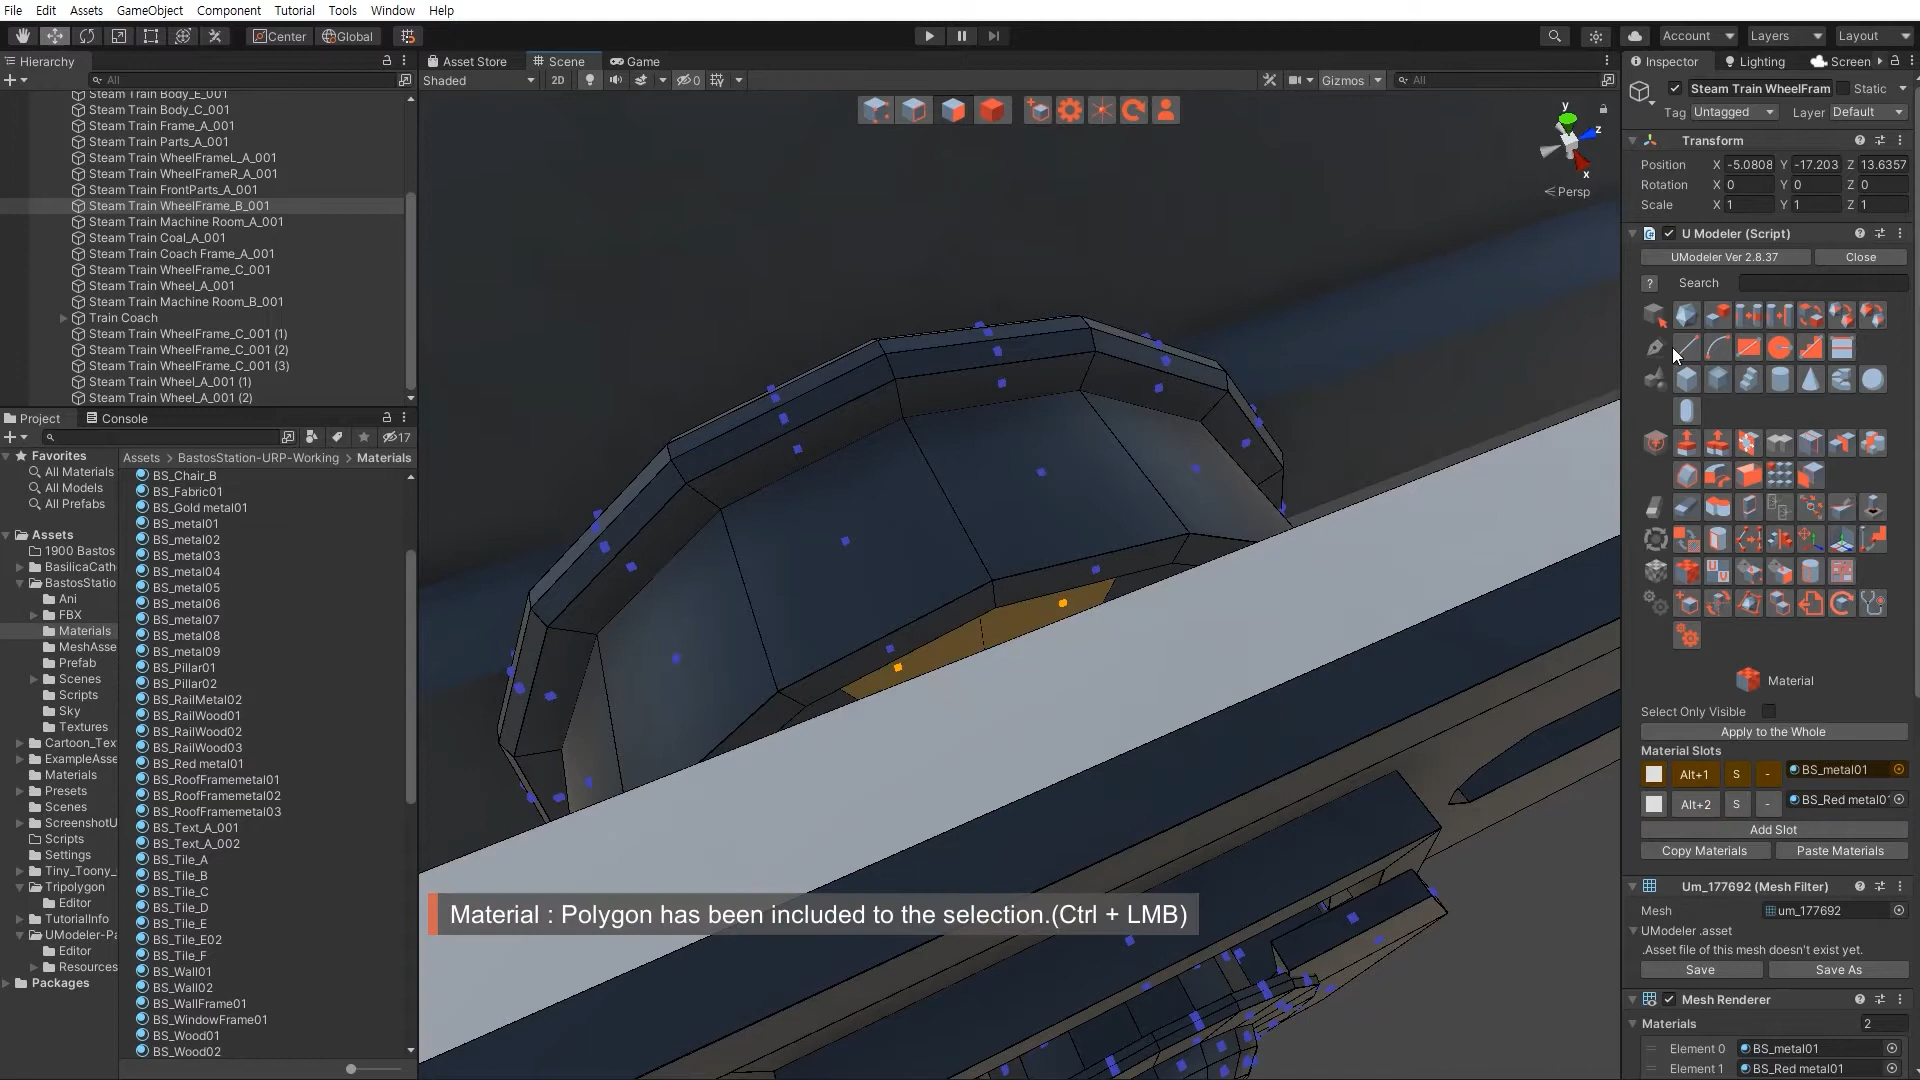 File Edit Assets GameObject Component Tutorial Tools Window Help
Center Global Account Layers Layout
Hierarchy
All
Steam Train Body_E_001
Steam Train Body_C_001
Steam Train Frame_A_001
Steam Train Parts_A_001
Steam Train WheelFrameL_A_001
Steam Train WheelFrameR_A_001
Steam Train FrontParts_A_001
Steam Train WheelFrame_B_001
Steam Train Machine Room_A_001
Steam Train Coal_A_001
Steam Train Coach Frame_A_001
Steam Train WheelFrame_C_001
Steam Train Wheel_A_001
Steam Train Machine Room_B_001
Train Coach
Steam Train WheelFrame_C_001 (1)
Steam Train WheelFrame_C_001 (2)
Steam Train WheelFrame_C_001 (3)
Steam Train Wheel_A_001 (1)
Steam Train Wheel_A_001 (2)
Project Console
17
Favorites
All Materials
All Models
All Prefabs
Assets
1900 Bastos
BasilicaCath
BastosStatio
Ani
FBX
Materials
MeshAsse
Prefab
Scenes
Scripts
Sky
Textures
Cartoon_Tex
ExampleAsse
Materials
Presets
Scenes
ScreenshotU
Scripts
Settings
Tiny_Toony_
Tripolygon
Editor
TutorialInfo
UModeler-Pa
Editor
Resources
Packages
Assets > BastosStation-URP-Working > Materials
BS_Chair_B
BS_Fabric01
BS_Gold metal01
BS_metal01
BS_metal02
BS_metal03
BS_metal04
BS_metal05
BS_metal06
BS_metal07
BS_metal08
BS_metal09
BS_Pillar01
BS_Pillar02
BS_RailMetal02
BS_RailWood01
BS_RailWood02
BS_RailWood03
BS_Red metal01
BS_RoofFramemetal01
BS_RoofFramemetal02
BS_RoofFramemetal03
BS_Text_A_001
BS_Text_A_002
BS_Tile_A
BS_Tile_B
BS_Tile_C
BS_Tile_D
BS_Tile_E
BS_Tile_E02
BS_Tile_F
BS_Wall01
BS_Wall02
BS_WallFrame01
BS_WindowFrame01
BS_Wood01
BS_Wood02
Asset Store Scene Game
Shaded 2D 0 Gizmos All
y
z
x
Persp
Material : Polygon has been included to the selection.(Ctrl + LMB)
Inspector Lighting Screen
Steam Train WheelFram Static
Tag Untagged Layer Default
Transform
Position X -5.0808 Y -17.203 Z 13.6357
Rotation X 0 Y 0 Z 0
Scale X 1 Y 1 Z 1
U Modeler (Script)
UModeler Ver 2.8.37 Close
? Search
Material
Select Only Visible
Apply to the Whole
Material Slots
Alt+1 S - BS_metal01
Alt+2 S - BS_Red metal01
Add Slot
Copy Materials Paste Materials
Um_177692 (Mesh Filter)
Mesh um_177692
UModeler .asset
.Asset file of this mesh doesn't exist yet.
Save Save As
Mesh Renderer
Materials 2
Element 0 BS_metal01
Element 1 BS_Red metal01